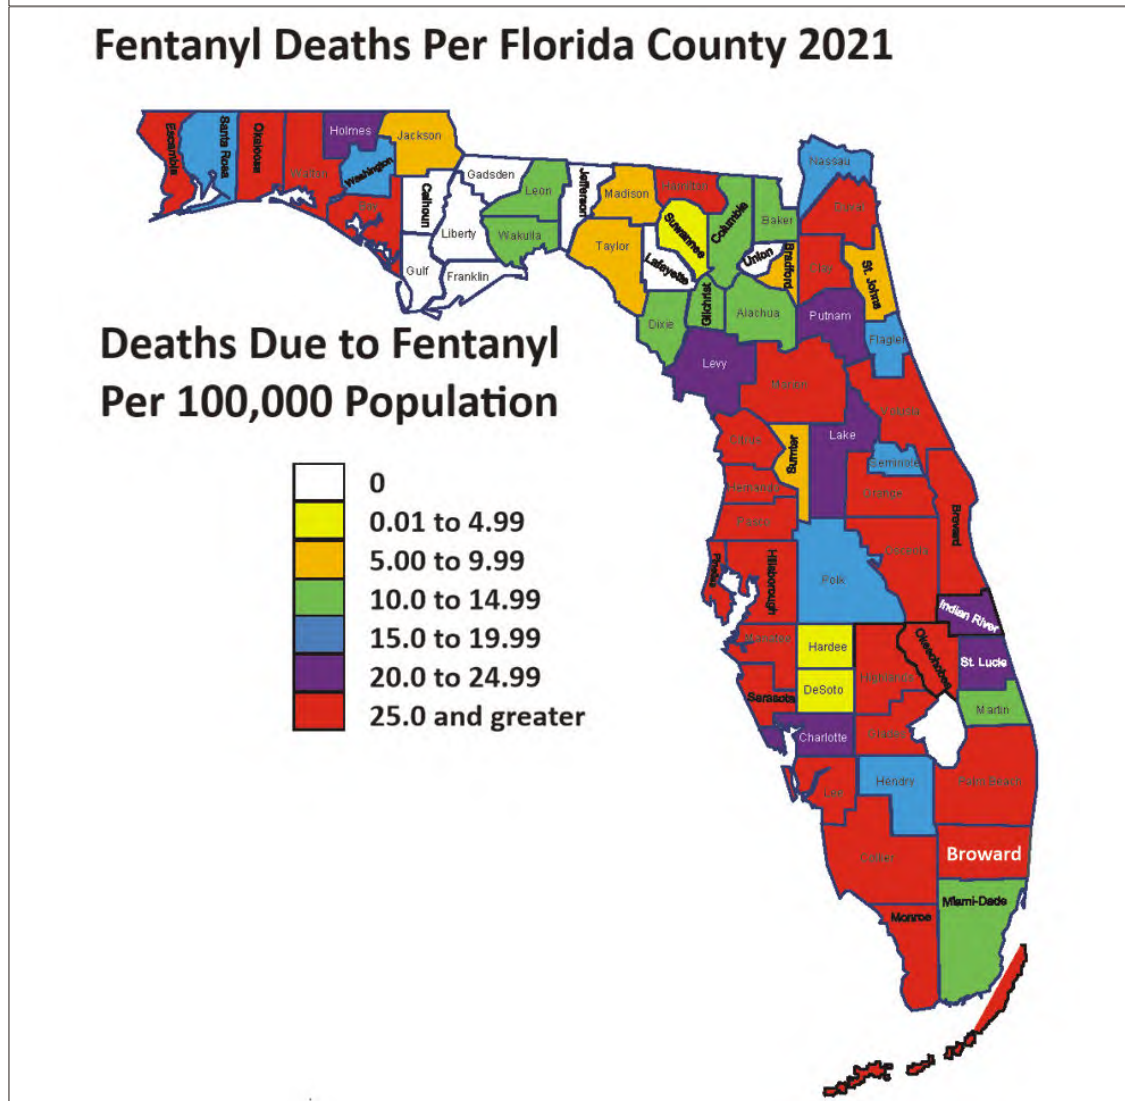 Fentanyl Deaths Per Florida County 2021
Escambia
Santa Rosa
Okaloosa
Walton
Holmes
Washington
Bay
Jackson
Calhoun
Gulf
Gadsden
Liberty
Franklin
Leon
Wakulla
Jefferson
Madison
Taylor
Hamilton
Suwannee
Lafayette
Columbia
Dixie
Gilchrist
Baker
Union
Bradford
Alachua
Nassau
Duval
Clay
St. Johns
Putnam
Flagler
Levy
Marion
Volusia
Citrus
Sumter
Lake
Seminole
Hernando
Orange
Pasco
Brevard
Pinellas
Hillsborough
Polk
Osceola
Indian River
Manatee
Hardee
Highlands
Okeechobee
St. Lucie
Sarasota
DeSoto
Martin
Charlotte
Glades
Lee
Hendry
Palm Beach
Collier
Broward
Monroe
Miami-Dade
Deaths Due to Fentanyl
Per 100,000 Population
0
0.01 to 4.99
5.00 to 9.99
10.0 to 14.99
15.0 to 19.99
20.0 to 24.99
25.0 and greater